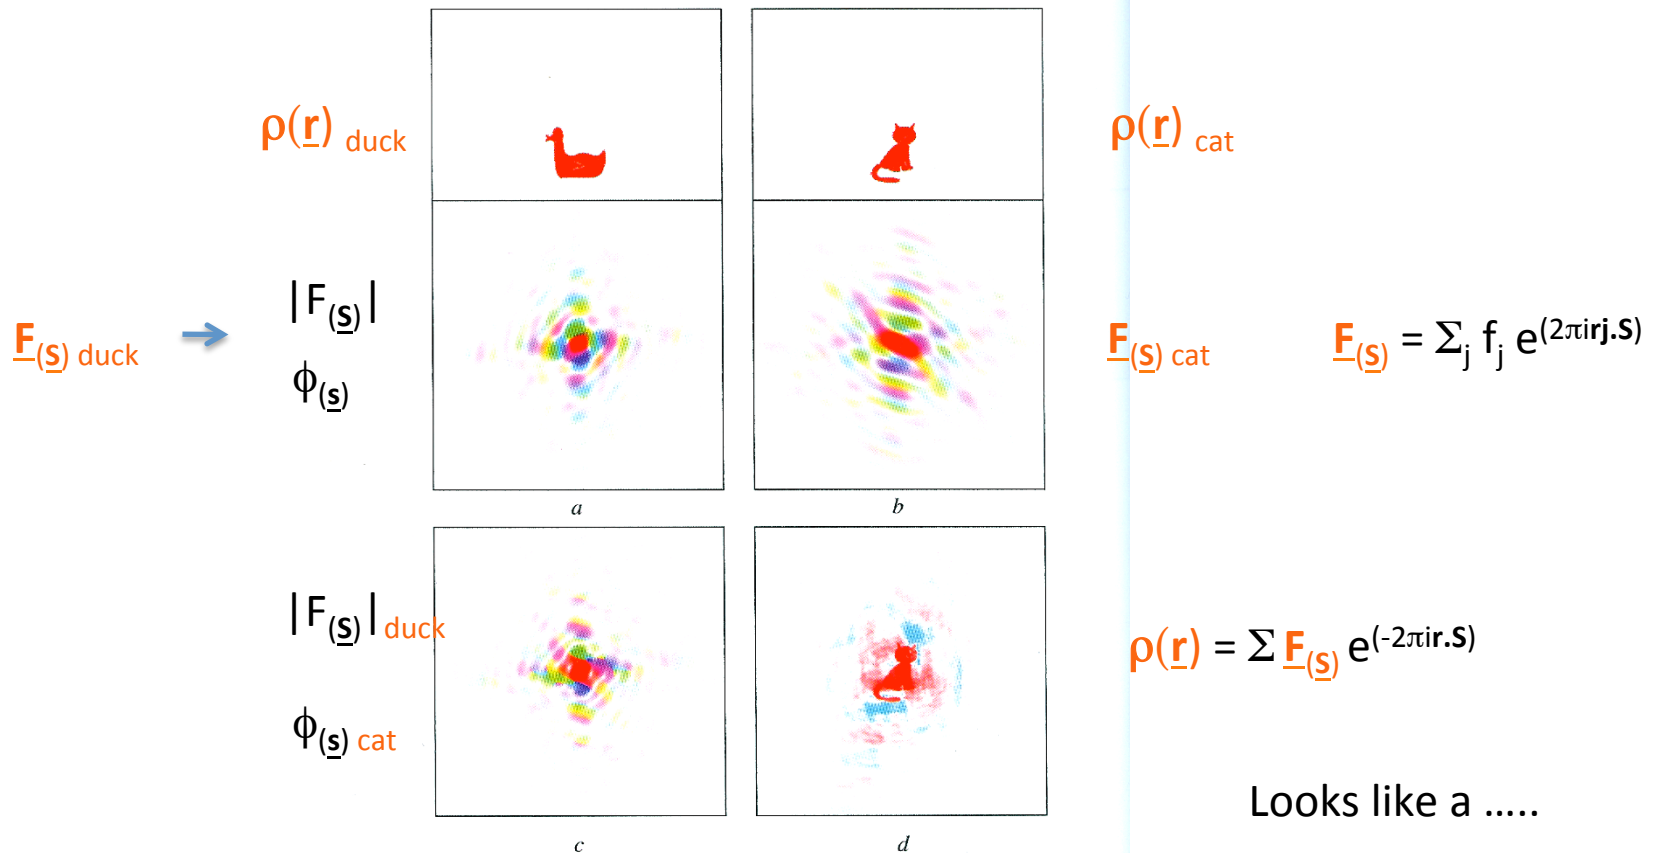 ρ(r) duck
ρ(r) cat
F(s) duck
|F(s)|
ϕ(s)
F(s) cat
F(s) = Σj fj e(2πirj.S)
a
b
|F(s)| duck
ϕ(s) cat
ρ(r) = Σ F(s) e(-2πir.S)
Looks like a .....
c
d